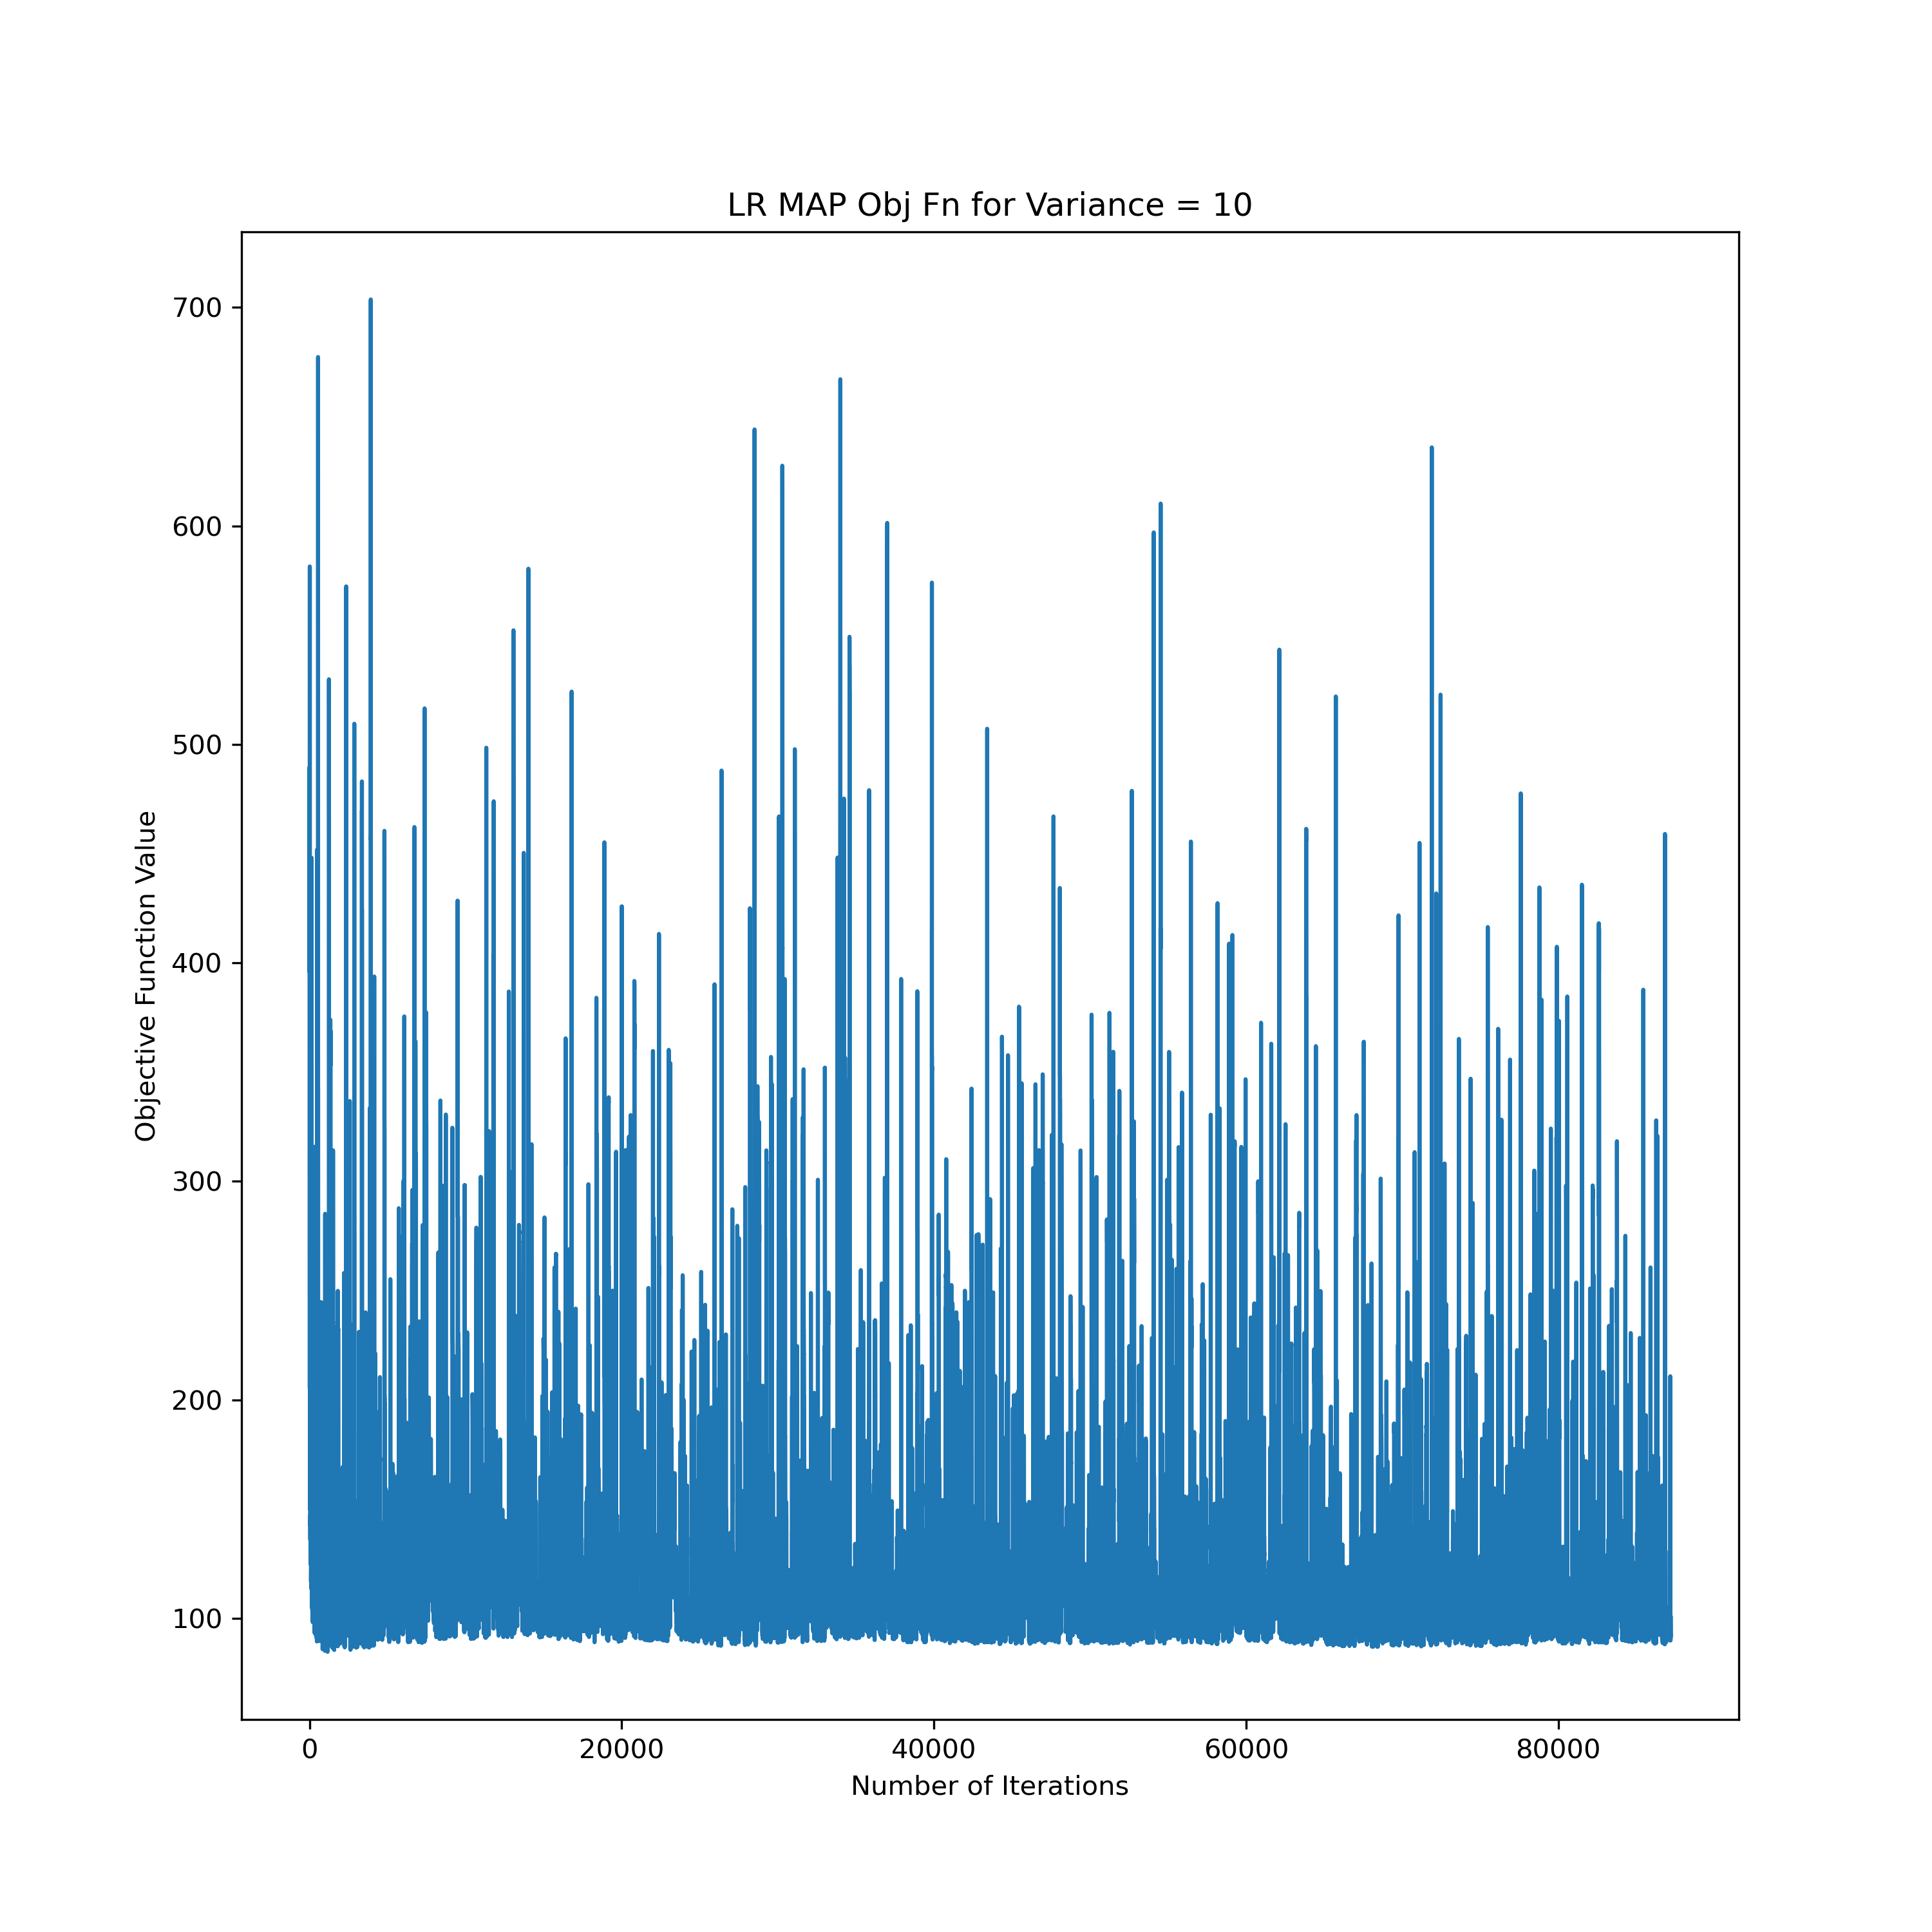 LR MAP Obj Fn for Variance = 10
700
600
500
400
300
200
100
Objective Function Value
0 20000 40000 60000 80000
Number of Iterations